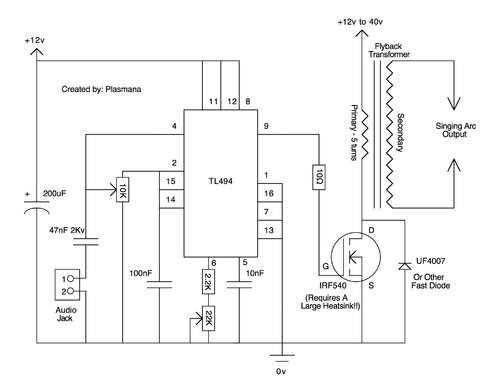 +12v to 40v
+12v
Flyback
Transformer
Created by: Plasmana
11
12
8
4
9
Primary - 5 turns
Secondary
Singing Arc
Output
2
TL494
10Ω
10K
15
1
+
200uF
14
16
7
47nF 2Kv
13
D
G
UF4007
Or Other
Fast Diode
6
5
1
2
100nF
2.2K
10nF
IRF540
S
(Requires A
Large Heatsink!!)
Audio
Jack
22K
0v